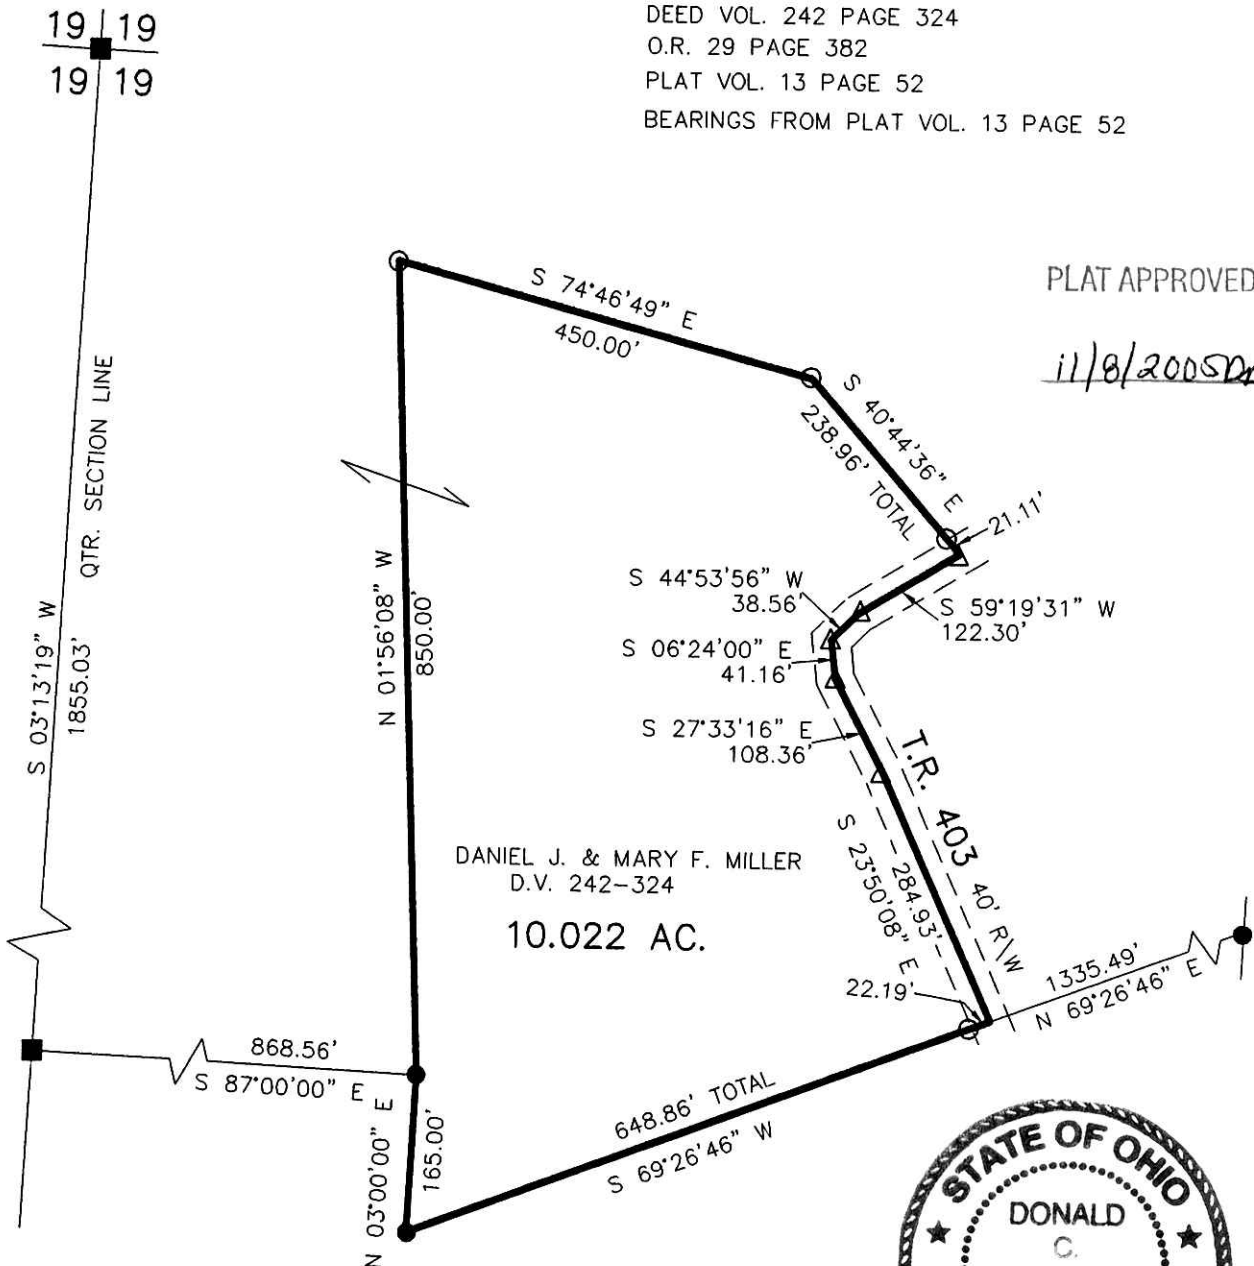 19 19
19 19
DEED VOL. 242 PAGE 324
O.R. 29 PAGE 382
PLAT VOL. 13 PAGE 52
BEARINGS FROM PLAT VOL. 13 PAGE 52
PLAT APPROVED
11/8/2005
S 74°46'49" E
450.00'
S 40°44'36" E
238.96' TOTAL
21.11'
QTR. SECTION LINE
S 03°13'19" W
1855.03'
N 01°56'08" W
850.00'
S 44°53'56" W
38.56'
S 59°19'31" W
122.30'
S 06°24'00" E
41.16'
S 27°33'16" E
108.36'
T.R. 403 40' R\W
284.93'
S 23°50'08" E
DANIEL J. & MARY F. MILLER
D.V. 242-324
10.022 AC.
22.19'
1335.49'
N 69°26'46" E
868.56'
S 87°00'00" E
N 03°00'00" E
165.00'
648.86' TOTAL
S 69°26'46" W
STATE OF OHIO
DONALD
C.